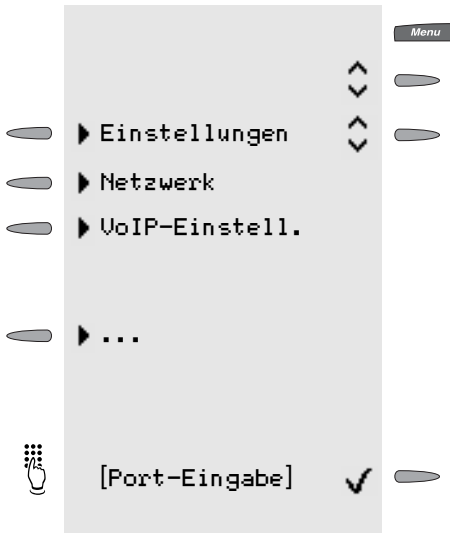 Menu
Einstellungen
Netzwerk
VoIP-Einstell.
...
[Port-Eingabe]